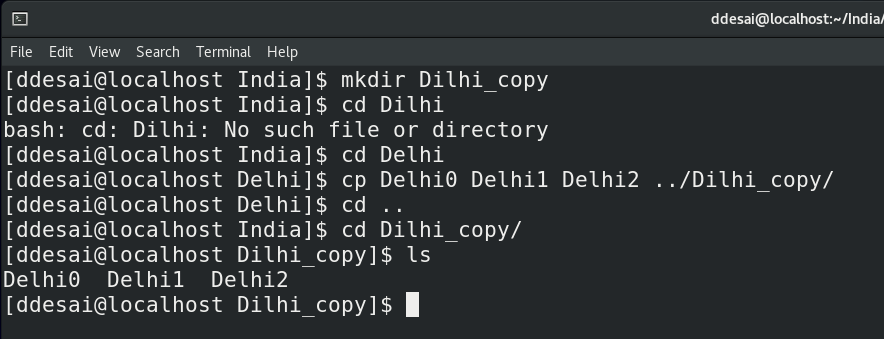 ddesai@localhost:~/India/
File Edit View Search Terminal Help
[ddesai@localhost India]$ mkdir Dilhi_copy
[ddesai@localhost India]$ cd Dilhi
bash: cd: Dilhi: No such file or directory
[ddesai@localhost India]$ cd Delhi
[ddesai@localhost Delhi]$ cp Delhi0 Delhi1 Delhi2 ../Dilhi_copy/
[ddesai@localhost Delhi]$ cd ..
[ddesai@localhost India]$ cd Dilhi_copy/
[ddesai@localhost Dilhi_copy]$ ls
Delhi0  Delhi1  Delhi2
[ddesai@localhost Dilhi_copy]$